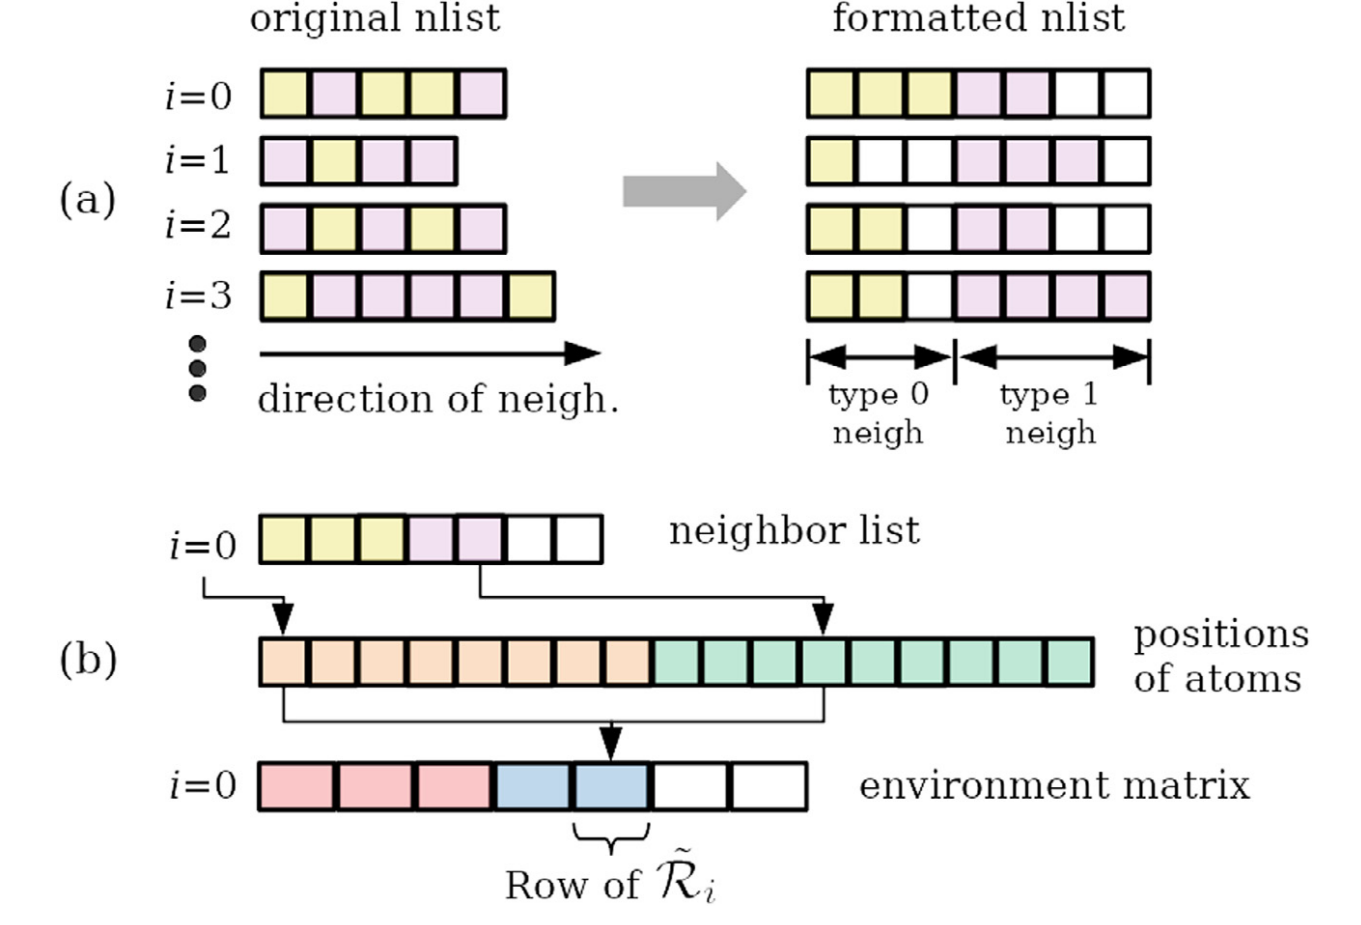 original nlist
formatted nlist
(a)
i=0
i=1
i=2
i=3
direction of neigh.
type 0
neigh
type 1
neigh
(b)
i=0
neighbor list
positions
of atoms
i=0
environment matrix
Row of $\tilde{\mathcal{R}}_i$